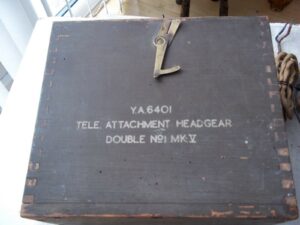 Y.A.6401
TELE. ATTACHMENT HEADGEAR
DOUBLE Nº1 MK.V